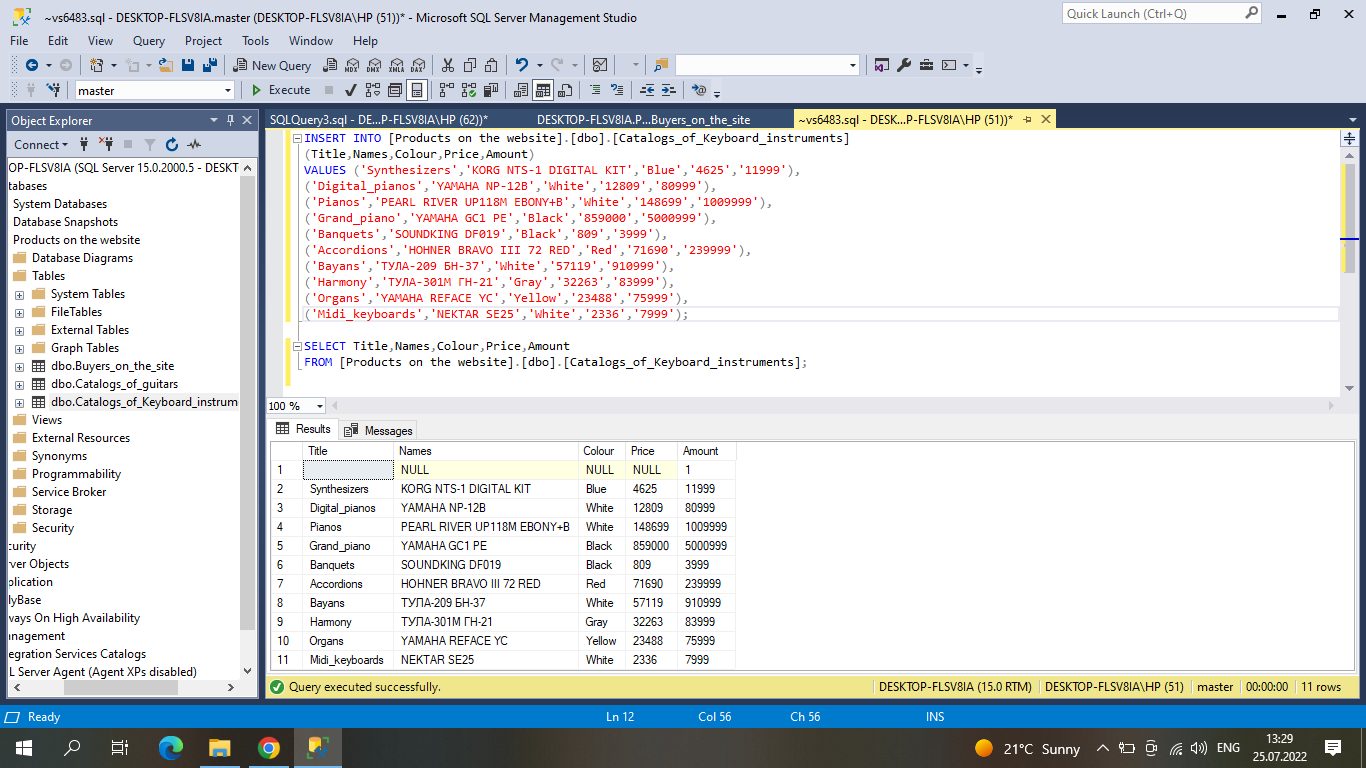 ~vs6483.sql - DESKTOP-FLSV8IA.master (DESKTOP-FLSV8IA\HP (51))* - Microsoft SQL Server Management Studio
Quick Launch (Ctrl+Q)
File Edit View Query Project Tools Window Help
New Query MDX DMX XMLA DAX
master Execute
Object Explorer
SQLQuery3.sql - DE...P-FLSV8IA\HP (62))* DESKTOP-FLSV8IA.P...Buyers_on_the_site ~vs6483.sql - DESK...P-FLSV8IA\HP (51))*
Connect
OP-FLSV8IA (SQL Server 15.0.2000.5 - DESKT
tabases
System Databases
Database Snapshots
Products on the website
Database Diagrams
Tables
System Tables
FileTables
External Tables
Graph Tables
dbo.Buyers_on_the_site
dbo.Catalogs_of_guitars
dbo.Catalogs_of_Keyboard_instrum
Views
External Resources
Synonyms
Programmability
Service Broker
Storage
Security
curity
rver Objects
plication
lyBase
ways On High Availability
anagement
egration Services Catalogs
L Server Agent (Agent XPs disabled)
INSERT INTO [Products on the website].[dbo].[Catalogs_of_Keyboard_instruments]
(Title,Names,Colour,Price,Amount)
VALUES ('Synthesizers','KORG NTS-1 DIGITAL KIT','Blue','4625','11999'),
('Digital_pianos','YAMAHA NP-12B','White','12809','80999'),
('Pianos','PEARL RIVER UP118M EBONY+B','White','148699','1009999'),
('Grand_piano','YAMAHA GC1 PE','Black','859000','5000999'),
('Banquets','SOUNDKING DF019','Black','809','3999'),
('Accordions','HOHNER BRAVO III 72 RED','Red','71690','239999'),
('Bayans','ТУЛА-209 БН-37','White','57119','910999'),
('Harmony','ТУЛА-301М ГН-21','Gray','32263','83999'),
('Organs','YAMAHA REFACE YC','Yellow','23488','75999'),
('Midi_keyboards','NEKTAR SE25','White','2336','7999');
SELECT Title,Names,Colour,Price,Amount
FROM [Products on the website].[dbo].[Catalogs_of_Keyboard_instruments];
100 %
Results Messages
Title Names Colour Price Amount
1 NULL NULL NULL 1
2 Synthesizers KORG NTS-1 DIGITAL KIT Blue 4625 11999
3 Digital_pianos YAMAHA NP-12B White 12809 80999
4 Pianos PEARL RIVER UP118M EBONY+B White 148699 1009999
5 Grand_piano YAMAHA GC1 PE Black 859000 5000999
6 Banquets SOUNDKING DF019 Black 809 3999
7 Accordions HOHNER BRAVO III 72 RED Red 71690 239999
8 Bayans ТУЛА-209 БН-37 White 57119 910999
9 Harmony ТУЛА-301М ГН-21 Gray 32263 83999
10 Organs YAMAHA REFACE YC Yellow 23488 75999
11 Midi_keyboards NEKTAR SE25 White 2336 7999
Query executed successfully. DESKTOP-FLSV8IA (15.0 RTM) DESKTOP-FLSV8IA\HP (51) master 00:00:00 11 rows
Ready Ln 12 Col 56 Ch 56 INS
21°C Sunny ENG 13:29
25.07.2022